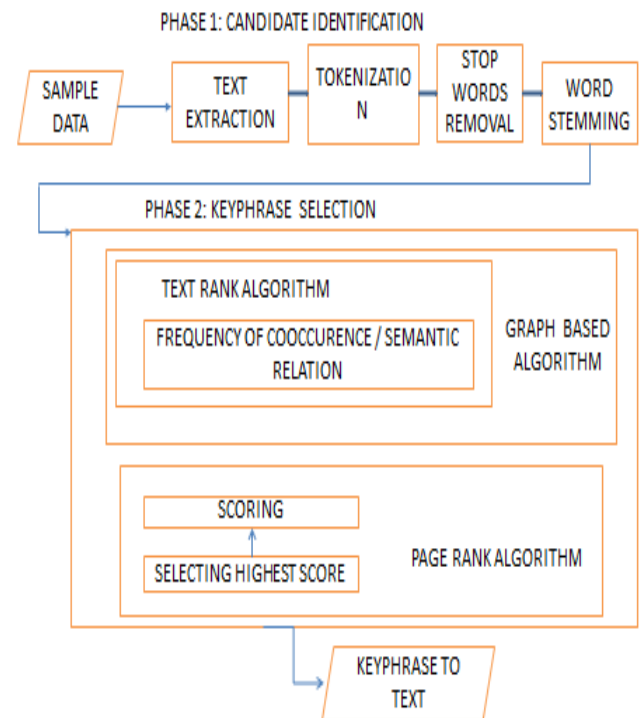 PHASE 1: CANDIDATE IDENTIFICATION
SAMPLE
DATA
TEXT
EXTRACTION
TOKENIZATIO
N
STOP
WORDS
REMOVAL
WORD
STEMMING
PHASE 2: KEYPHRASE SELECTION
TEXT RANK ALGORITHM
FREQUENCY OF COOCCURENCE / SEMANTIC
RELATION
GRAPH BASED
ALGORITHM
SCORING
SELECTING HIGHEST SCORE
PAGE RANK ALGORITHM
KEYPHRASE TO
TEXT